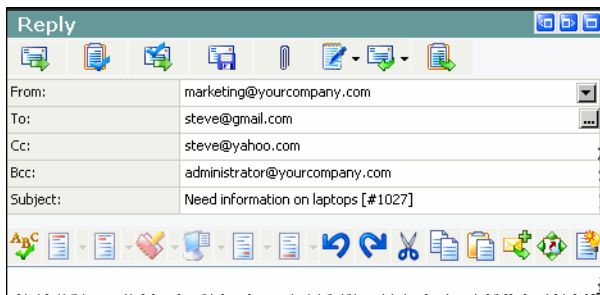 Reply
From: marketing@yourcompany.com
To: steve@gmail.com
Cc: steve@yahoo.com
Bcc: administrator@yourcompany.com
Subject: Need information on laptops [#1027]
ABC